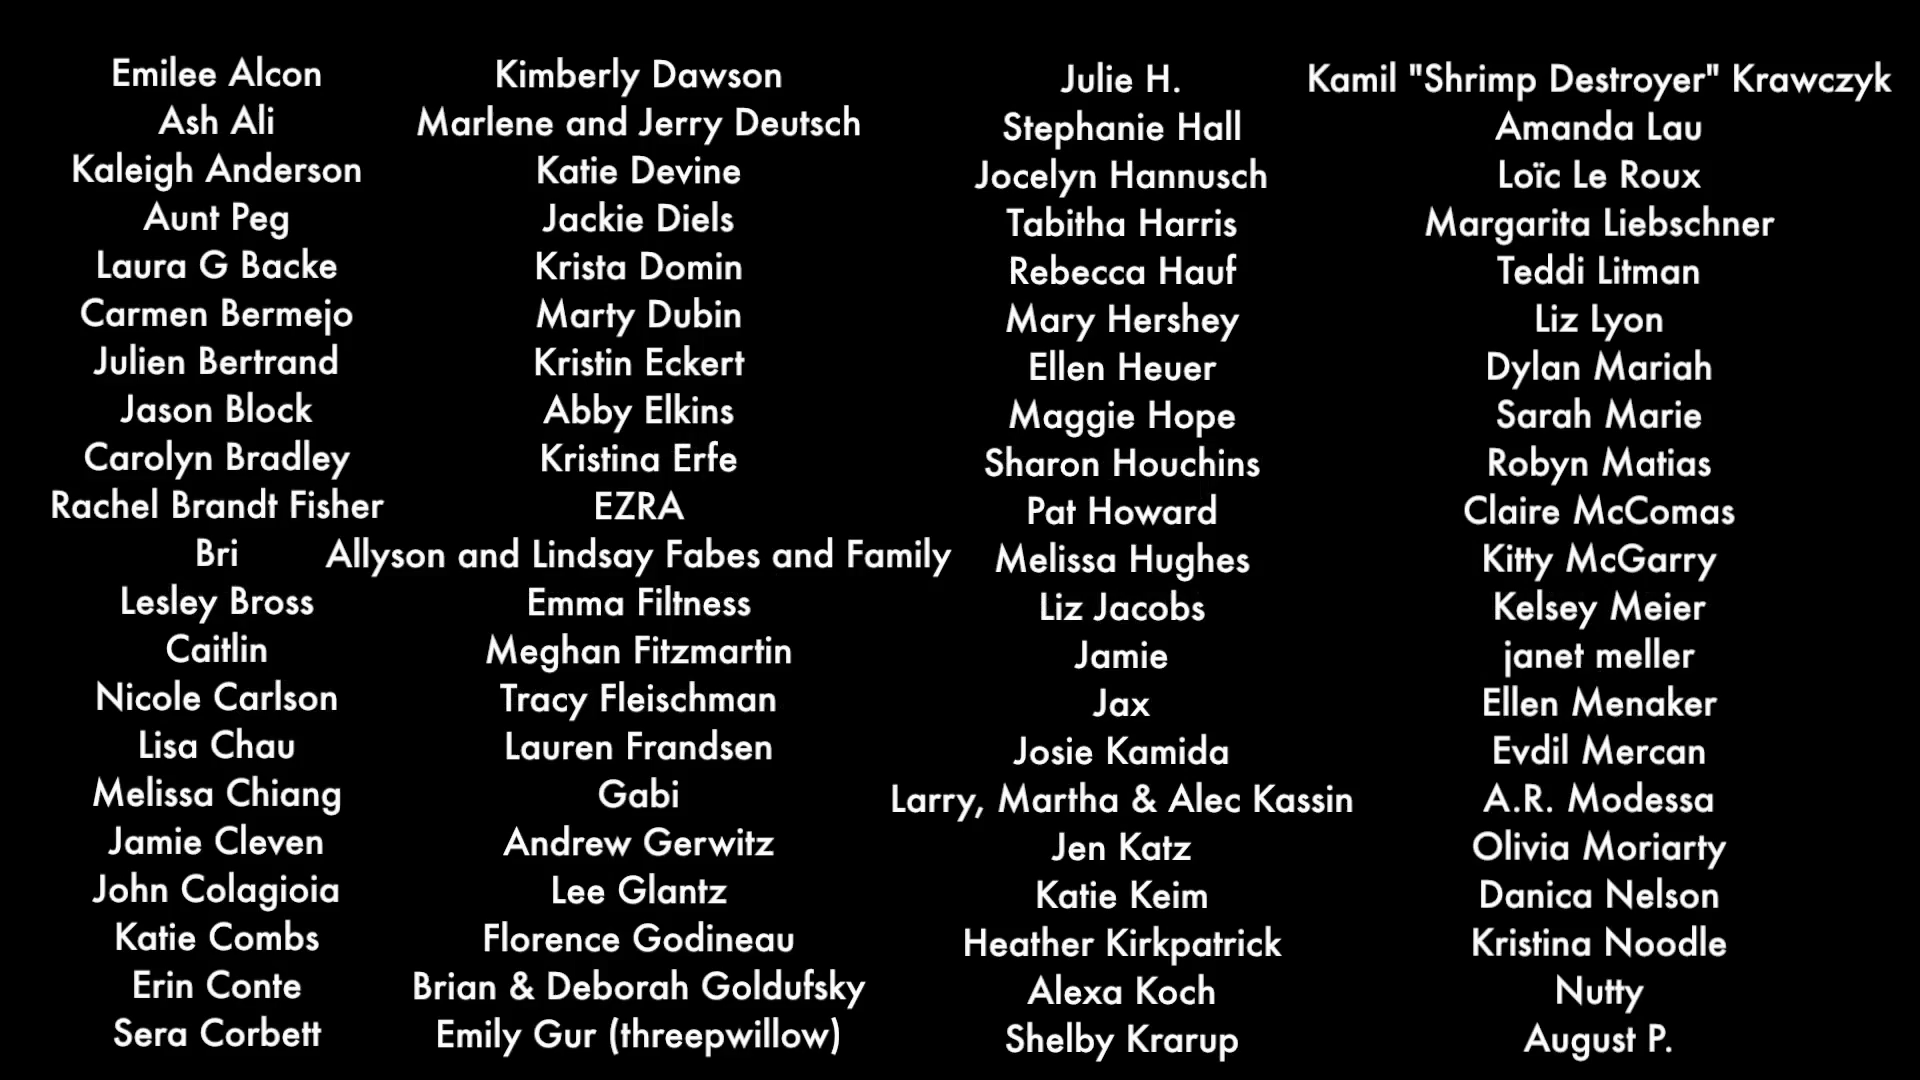 Emilee Alcon
Ash Ali
Kaleigh Anderson
Aunt Peg
Laura G Backe
Carmen Bermejo
Julien Bertrand
Jason Block
Carolyn Bradley
Rachel Brandt Fisher
Bri
Lesley Bross
Caitlin
Nicole Carlson
Lisa Chau
Melissa Chiang
Jamie Cleven
John Colagioia
Katie Combs
Erin Conte
Sera Corbett
Kimberly Dawson
Marlene and Jerry Deutsch
Katie Devine
Jackie Diels
Krista Domin
Marty Dubin
Kristin Eckert
Abby Elkins
Kristina Erfe
EZRA
Allyson and Lindsay Fabes and Family
Emma Filtness
Meghan Fitzmartin
Tracy Fleischman
Lauren Frandsen
Gabi
Andrew Gerwitz
Lee Glantz
Florence Godineau
Brian & Deborah Goldufsky
Emily Gur (threepwillow)
Julie H.
Stephanie Hall
Jocelyn Hannusch
Tabitha Harris
Rebecca Hauf
Mary Hershey
Ellen Heuer
Maggie Hope
Sharon Houchins
Pat Howard
Melissa Hughes
Liz Jacobs
Jamie
Jax
Josie Kamida
Larry, Martha & Alec Kassin
Jen Katz
Katie Keim
Heather Kirkpatrick
Alexa Koch
Shelby Krarup
Kamil "Shrimp Destroyer" Krawczyk
Amanda Lau
Loïc Le Roux
Margarita Liebschner
Teddi Litman
Liz Lyon
Dylan Mariah
Sarah Marie
Robyn Matias
Claire McComas
Kitty McGarry
Kelsey Meier
janet meller
Ellen Menaker
Evdil Mercan
A.R. Modessa
Olivia Moriarty
Danica Nelson
Kristina Noodle
Nutty
August P.